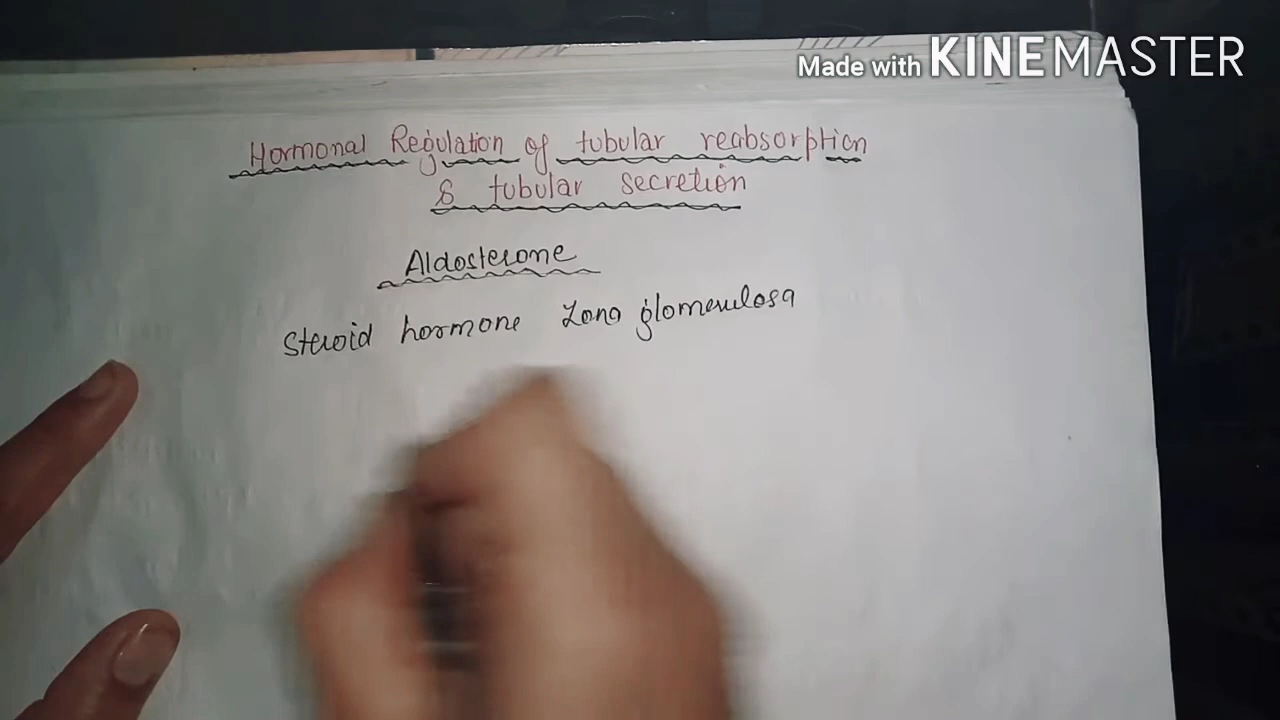 Made with KINEMASTER
Hormonal Regulation of tubular reabsorption
& tubular secretion
Aldosterone
Steroid hormone Zona glomerulosa